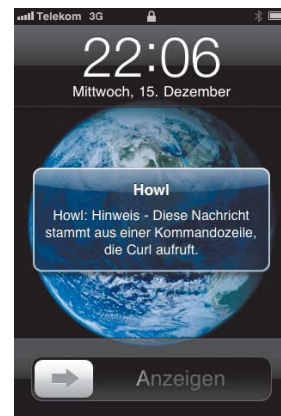 Telekom 3G
22:06
Mittwoch, 15. Dezember
Howl
Howl: Hinweis - Diese Nachricht
stammt aus einer Kommandozeile,
die Curl aufruft.
Anzeigen